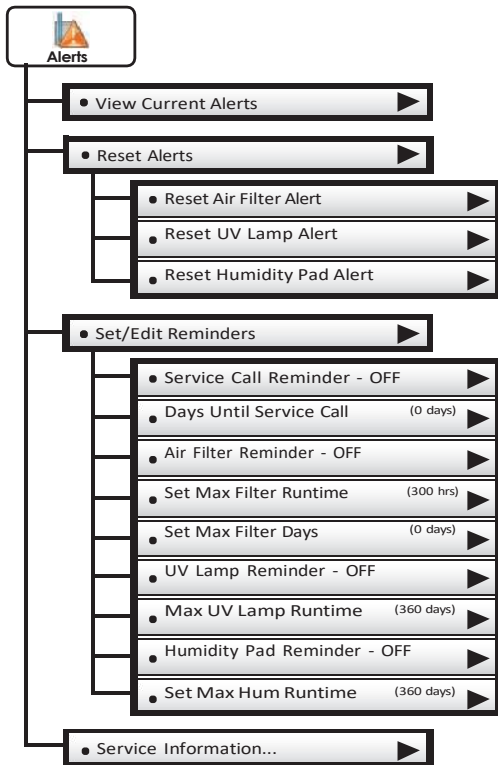 Alerts
• View Current Alerts
• Reset Alerts
• Reset Air Filter Alert
• Reset UV Lamp Alert
• Reset Humidity Pad Alert
• Set/Edit Reminders
• Service Call Reminder - OFF
• Days Until Service Call (0 days)
• Air Filter Reminder - OFF
• Set Max Filter Runtime (300 hrs)
• Set Max Filter Days (0 days)
• UV Lamp Reminder - OFF
• Max UV Lamp Runtime (360 days)
• Humidity Pad Reminder - OFF
• Set Max Hum Runtime (360 days)
• Service Information...